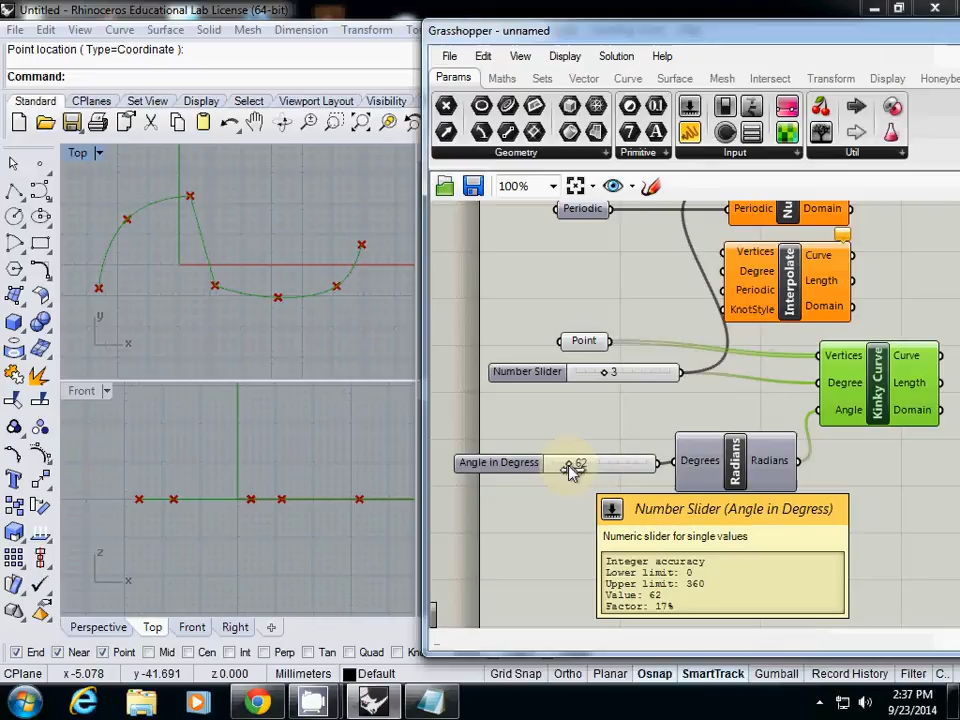 Untitled - Rhinoceros Educational Lab License (64-bit)
File Edit View Curve Surface Solid Mesh Dimension Transform
Point location ( Type=Coordinate ):
Command:
Standard CPlanes Set View Display Select Viewport Layout Visibility
Top
y
x
Front
z
x
Perspective Top Front Right
End Near Point Mid Cen Int Perp Tan Quad
CPlane x -5.078 y -41.691 z 0.000 Millimeters Default Grid Snap Ortho Planar Osnap SmartTrack Gumball Record History Filter C..
Grasshopper - unnamed
File Edit View Display Solution Help
Params Maths Sets Vector Curve Surface Mesh Intersect Transform Display Honeybe
Geometry Primitive Input Util
100%
Periodic
Periodic Nu Domain
Vertices
Degree
Periodic
KnotStyle
Interpolate
Curve
Length
Domain
Point
Number Slider 3
Vertices
Degree
Angle
Kinky Curve
Curve
Length
Domain
Angle in Degress 62
Degrees Radians Radians
Number Slider (Angle in Degress)
Numeric slider for single values
Integer accuracy
Lower limit: 0
Upper limit: 360
Value: 62
Factor: 17%
2:37 PM
9/23/2014